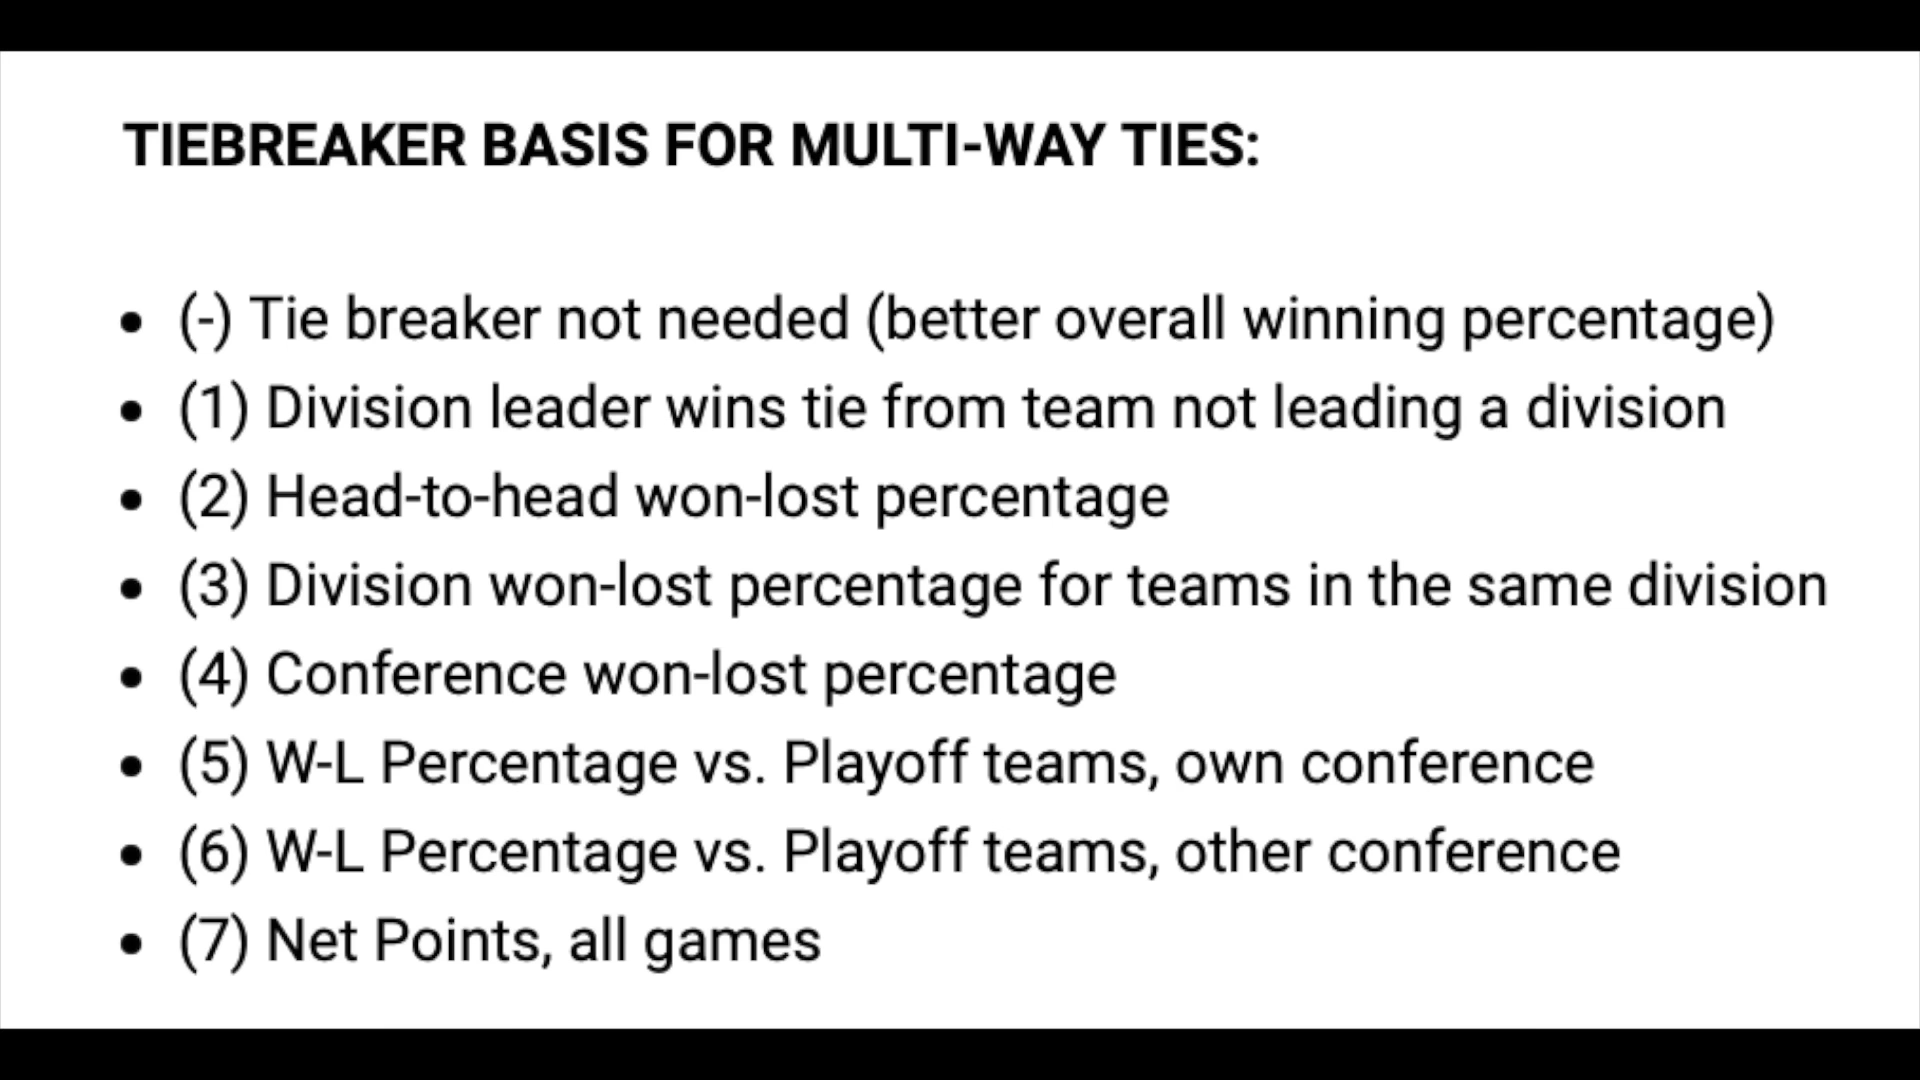 TIEBREAKER BASIS FOR MULTI-WAY TIES:
• (-) Tie breaker not needed (better overall winning percentage)
• (1) Division leader wins tie from team not leading a division
• (2) Head-to-head won-lost percentage
• (3) Division won-lost percentage for teams in the same division
• (4) Conference won-lost percentage
• (5) W-L Percentage vs. Playoff teams, own conference
• (6) W-L Percentage vs. Playoff teams, other conference
• (7) Net Points, all games